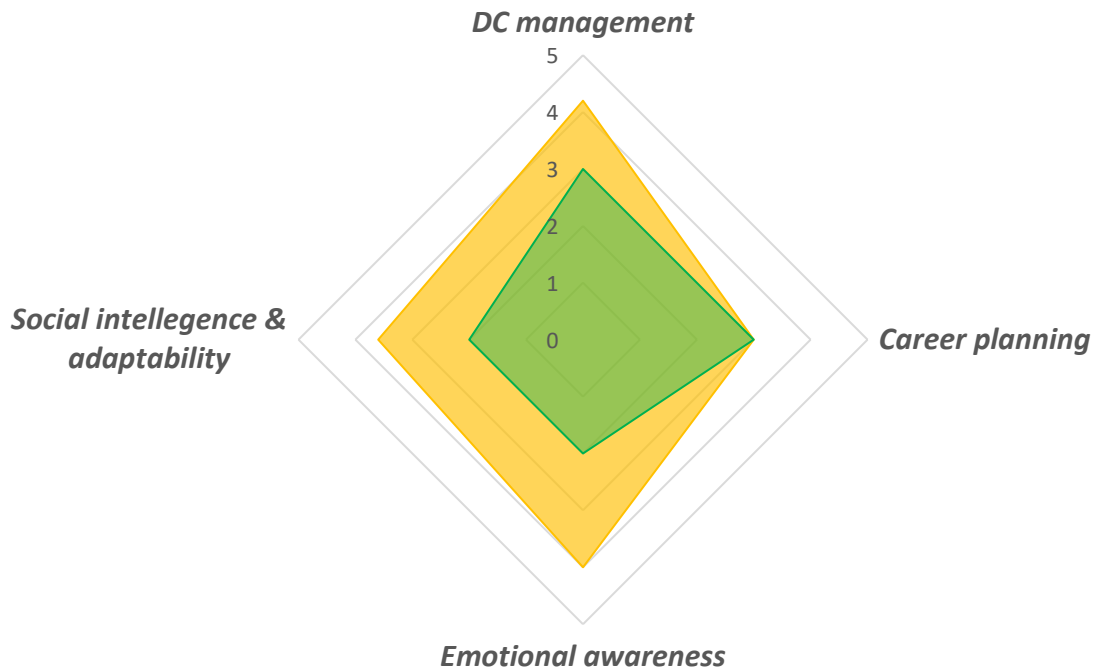 DC management
5
4
3
2
1
0
Social intellegence &
adaptability
Career planning
Emotional awareness